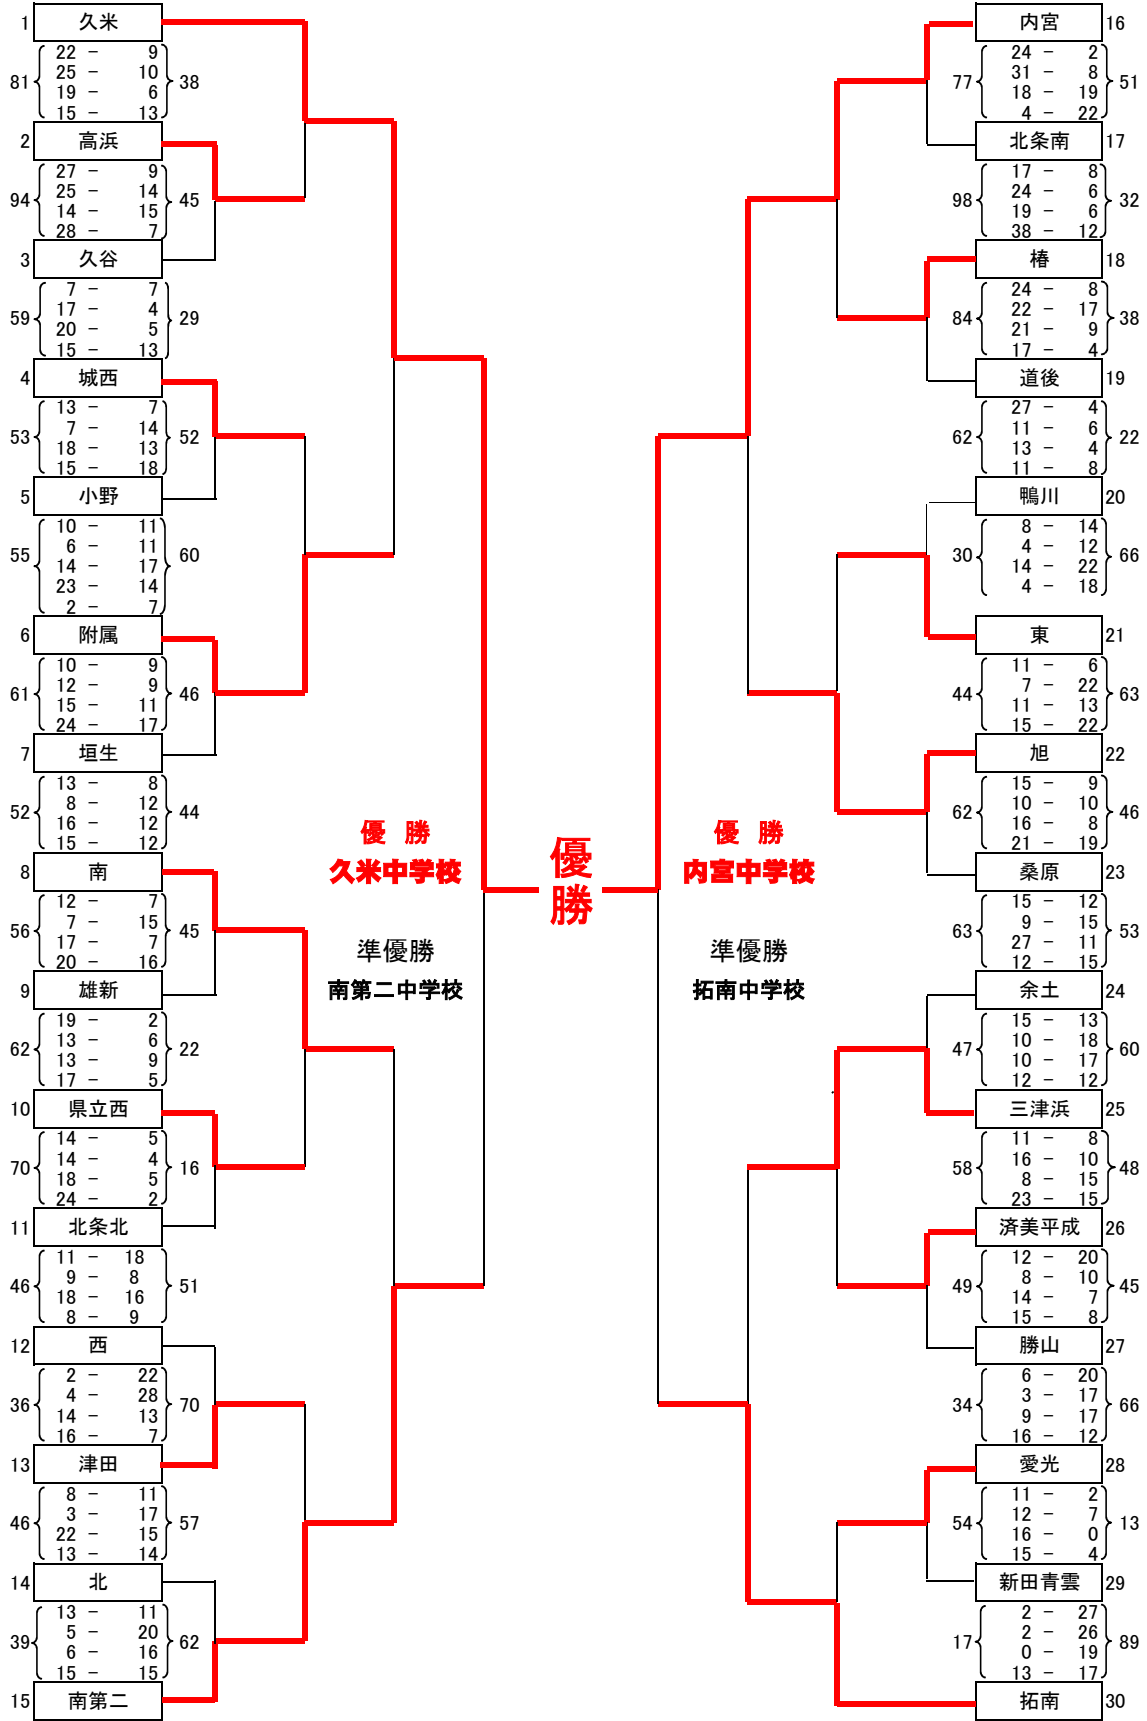 1 久米
22 - 9
81 25 - 10 38
19 - 6
15 - 13
2 高浜
27 - 9
94 25 - 14 45
14 - 15
28 - 7
3 久谷
7 - 7
59 17 - 4 29
20 - 5
15 - 13
4 城西
13 - 7
53 7 - 14 52
18 - 13
15 - 18
5 小野
10 - 11
6 - 11
55 14 - 17 60
23 - 14
2 - 7
6 附属
10 - 9
61 12 - 9 46
15 - 11
24 - 17
7 垣生
13 - 8
52 8 - 12 44
16 - 12
15 - 12
8 南
12 - 7
56 7 - 15 45
17 - 7
20 - 16
9 雄新
19 - 2
62 13 - 6 22
13 - 9
17 - 5
10 県立西
14 - 5
70 14 - 4 16
18 - 5
24 - 2
11 北条北
11 - 18
46 9 - 8 51
18 - 16
8 - 9
12 西
2 - 22
36 4 - 28 70
14 - 13
16 - 7
13 津田
8 - 11
46 3 - 17 57
22 - 15
13 - 14
14 北
13 - 11
39 5 - 20 62
6 - 16
15 - 15
15 南第二
優 勝
久米中学校
準優勝
南第二中学校
優
勝
優 勝
内宮中学校
準優勝
拓南中学校
内宮 16
24 - 2
77 31 - 8 51
18 - 19
4 - 22
北条南 17
17 - 8
98 24 - 6 32
19 - 6
38 - 12
椿 18
24 - 8
84 22 - 17 38
21 - 9
17 - 4
道後 19
27 - 4
62 11 - 6 22
13 - 4
11 - 8
鴨川 20
8 - 14
30 4 - 12 66
14 - 22
4 - 18
東 21
11 - 6
44 7 - 22 63
11 - 13
15 - 22
旭 22
15 - 9
62 10 - 10 46
16 - 8
21 - 19
桑原 23
15 - 12
63 9 - 15 53
27 - 11
12 - 15
余土 24
15 - 13
47 10 - 18 60
10 - 17
12 - 12
三津浜 25
11 - 8
58 16 - 10 48
8 - 15
23 - 15
済美平成 26
12 - 20
49 8 - 10 45
14 - 7
15 - 8
勝山 27
6 - 20
34 3 - 17 66
9 - 17
16 - 12
愛光 28
11 - 2
54 12 - 7 13
16 - 0
15 - 4
新田青雲 29
2 - 27
17 2 - 26 89
0 - 19
13 - 17
拓南 30